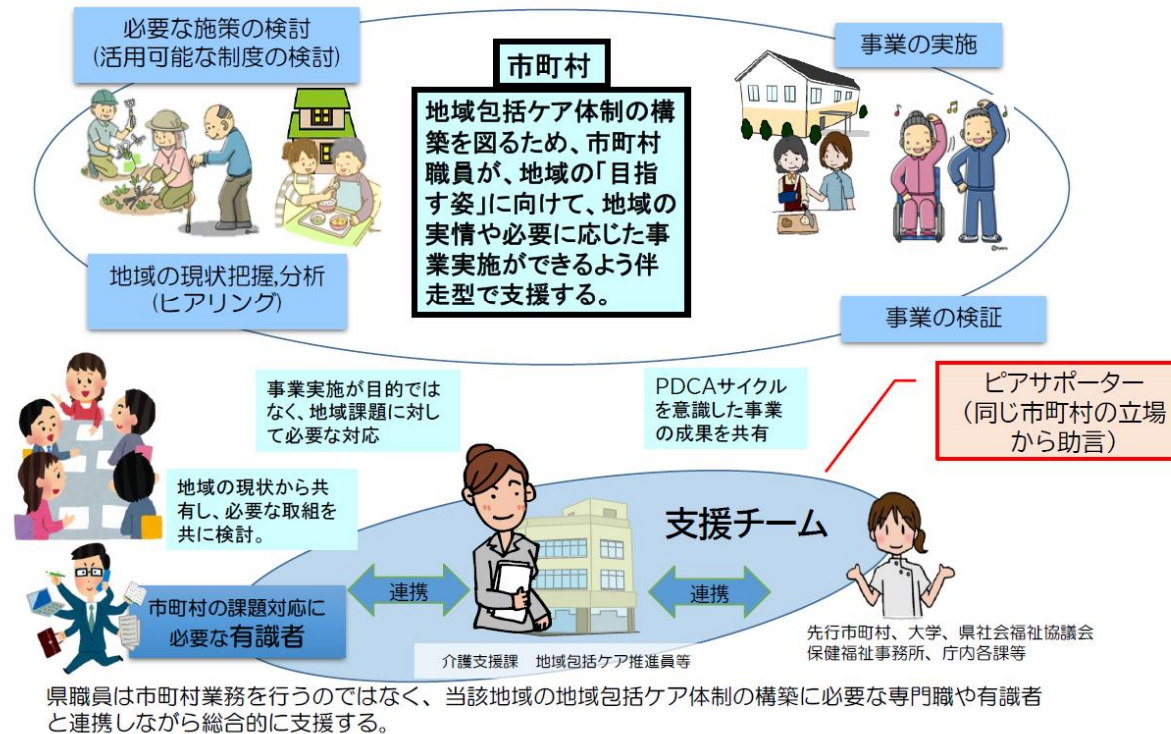 必要な施策の検討
(活用可能な制度の検討)
市町村
事業の実施
地域包括ケア体制の構
築を図るため、市町村
職員が、地域の「目指
す姿」に向けて、地域の
実情や必要に応じた事
業実施ができるよう伴
走型で支援する。
地域の現状把握,分析
(ヒアリング)
事業の検証
事業実施が目的では
なく、地域課題に対し
て必要な対応
PDCAサイクル
を意識した事業
の成果を共有
ピアサポーター
（同じ市町村の立場
から助言）
地域の現状から共
有し、必要な取組を
共に検討。
支援チーム
連携
連携
市町村の課題対応に
必要な有識者
介護支援課　地域包括ケア推進員等
先行市町村、大学、県社会福祉協議会
保健福祉事務所、庁内各課等
県職員は市町村業務を行うのではなく、当該地域の地域包括ケア体制の構築に必要な専門職や有識者
と連携しながら総合的に支援する。